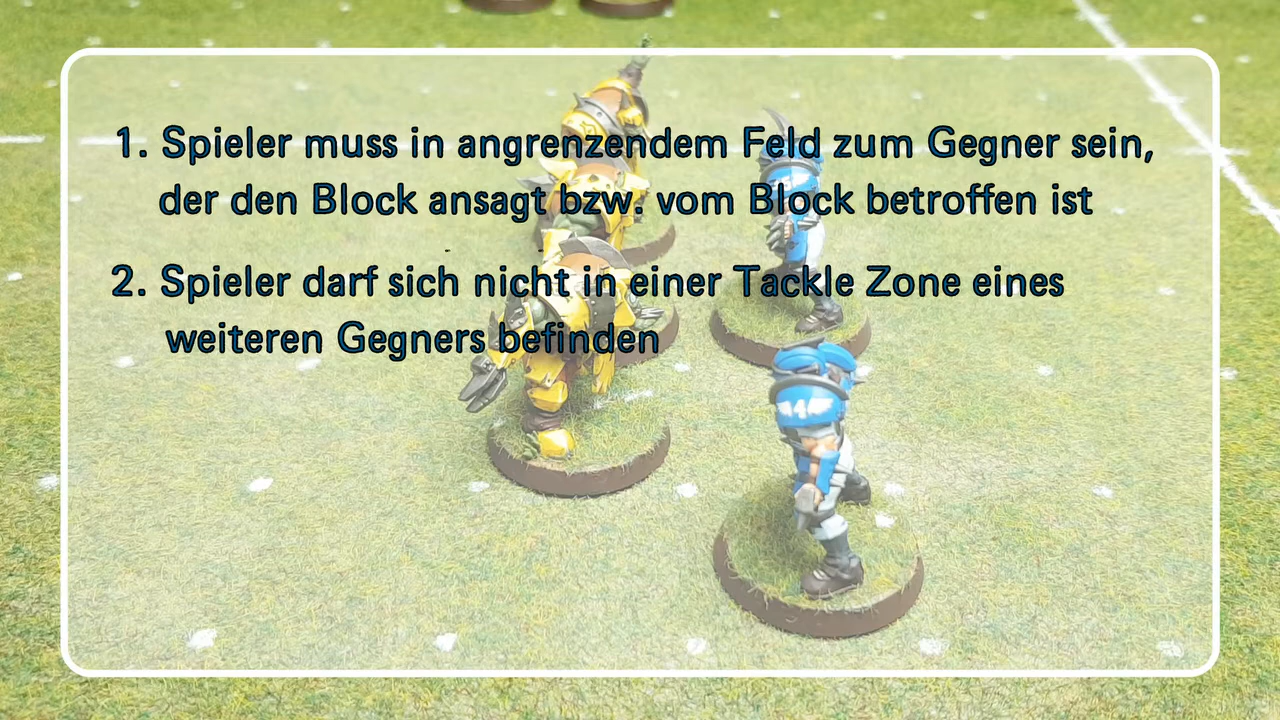 1. Spieler muss in angrenzendem Feld zum Gegner sein,
der den Block ansagt bzw. vom Block betroffen ist
2. Spieler darf sich nicht in einer Tackle Zone eines
weiteren Gegners befinden
4